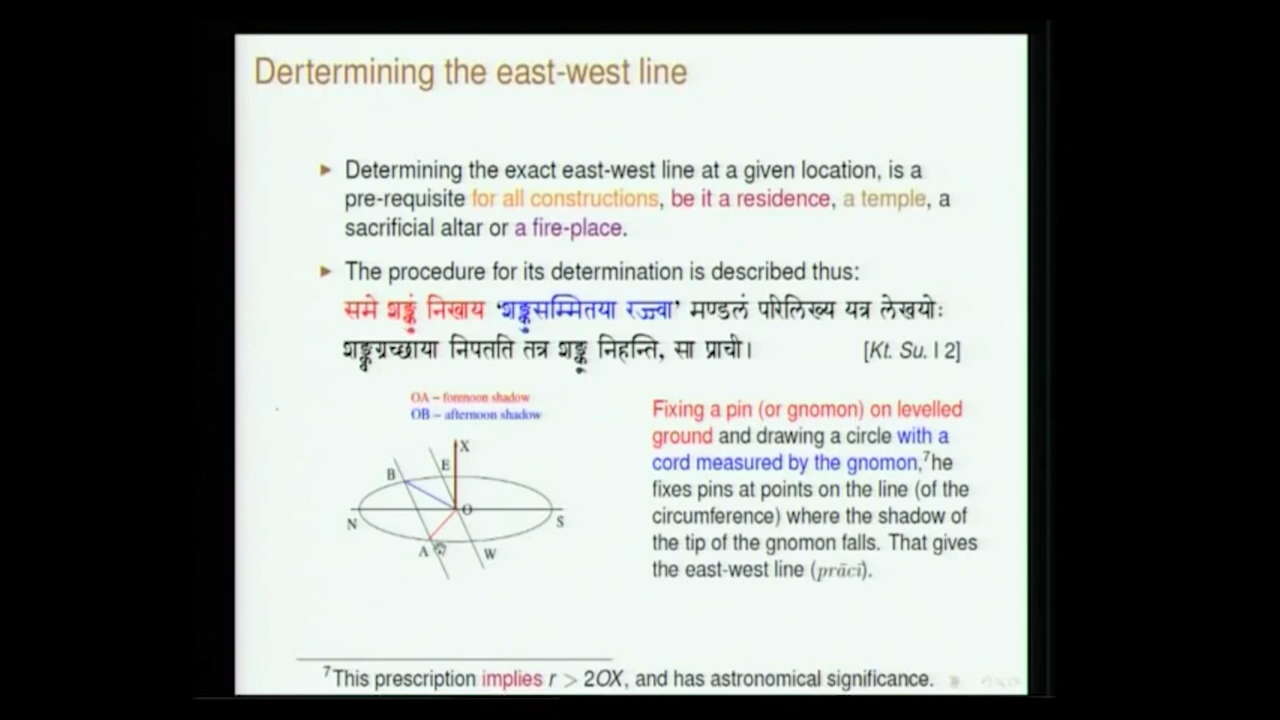 Dertermining the east-west line
► Determining the exact east-west line at a given location, is a
pre-requisite for all constructions, be it a residence, a temple, a
sacrificial altar or a fire-place.
► The procedure for its determination is described thus:
समे शङ्कुं निखाय ‘शङ्कुसम्मितया रज्ज्वा’ मण्डलं परिलिख्य यत्र लेखयोः
शङ्क्वग्रच्छाया निपतति तत्र शङ्कू निहन्ति, सा प्राची। [Kt. Su. I 2]
OA – forenoon shadow
OB – afternoon shadow
X
E
B
O
N
S
A
W
Fixing a pin (or gnomon) on levelled
ground and drawing a circle with a
cord measured by the gnomon,⁷he
fixes pins at points on the line (of the
circumference) where the shadow of
the tip of the gnomon falls. That gives
the east-west line (prācī).
⁷This prescription implies r > 2OX, and has astronomical significance.